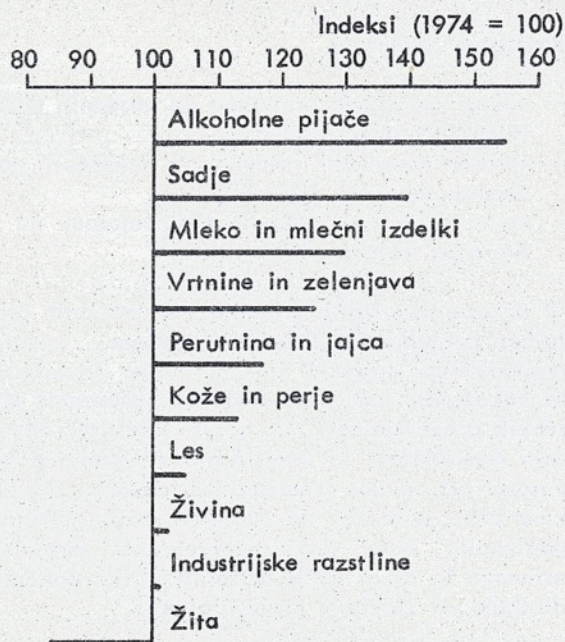 Indeksi (1974 = 100)
80 90 100 110 120 130 140 150 160
Alkoholne pijače
Sadje
Mleko in mlečni izdelki
Vrtnine in zelenjava
Perutnina in jajca
Kože in perje
Les
Živina
Industrijske razstline
Žita